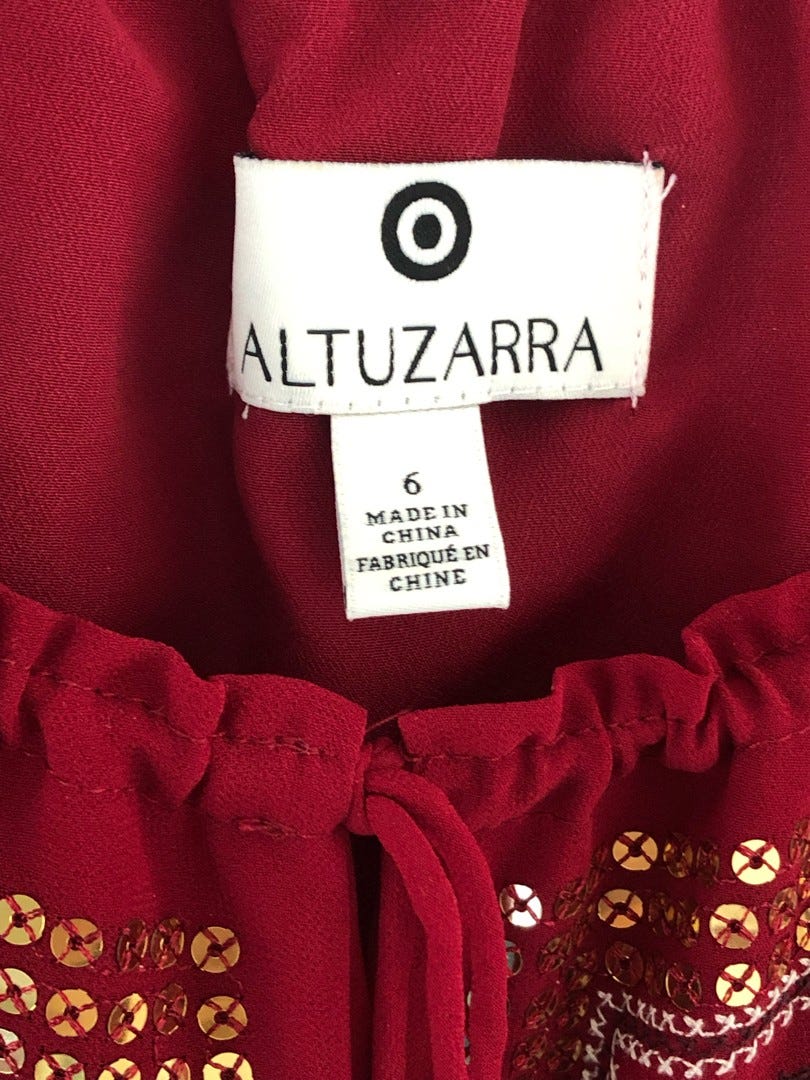 ALTUZARRA
6
MADE IN
CHINA
FABRIQUÉ EN
CHINE